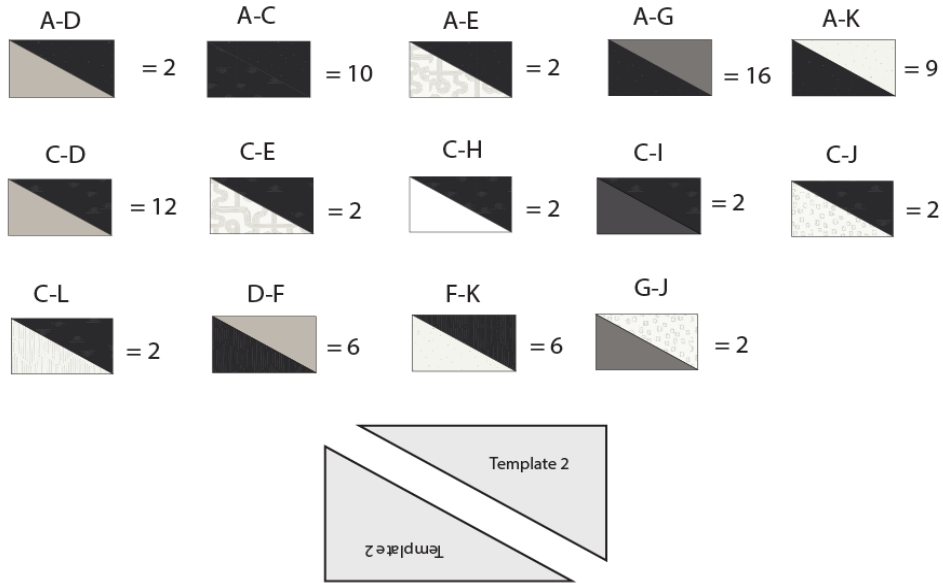 A-D
A-C
A-E
A-G
A-K
= 2
= 10
= 2
= 16
= 9
C-D
C-E
C-H
C-I
C-J
= 12
= 2
= 2
= 2
= 2
C-L
D-F
F-K
G-J
= 2
= 6
= 6
= 2
Template 2
Template 2